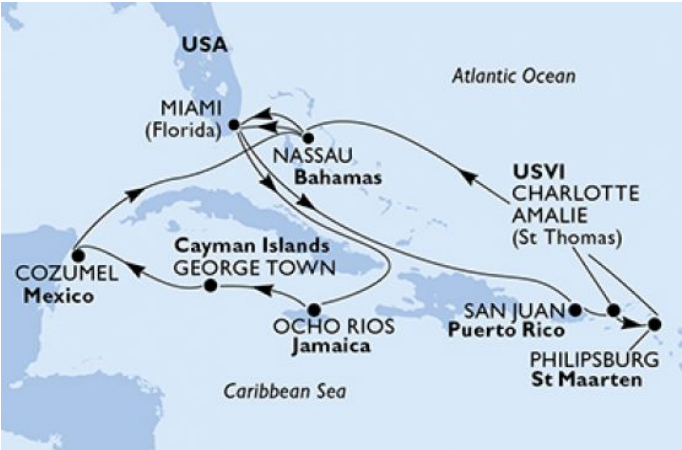 USA
Atlantic Ocean
MIAMI
(Florida)
NASSAU
Bahamas
USVI
CHARLOTTE
AMALIE
(St Thomas)
Cayman Islands
GEORGE TOWN
COZUMEL
Mexico
SAN JUAN
Puerto Rico
OCHO RIOS
Jamaica
PHILIPSBURG
St Maarten
Caribbean Sea